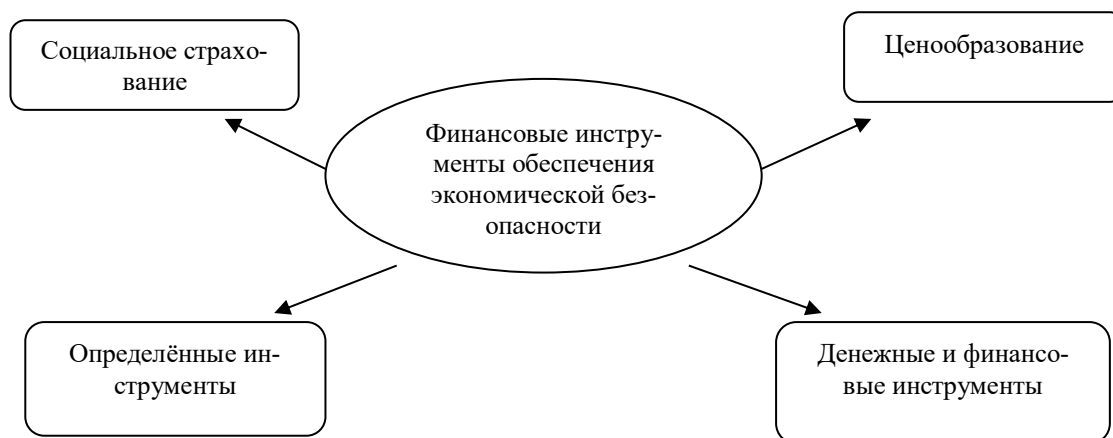 Социальное страхо-
вание
Ценообразование
Финансовые инстру-
менты обеспечения
экономической без-
опасности
Определённые ин-
струменты
Денежные и финансо-
вые инструменты